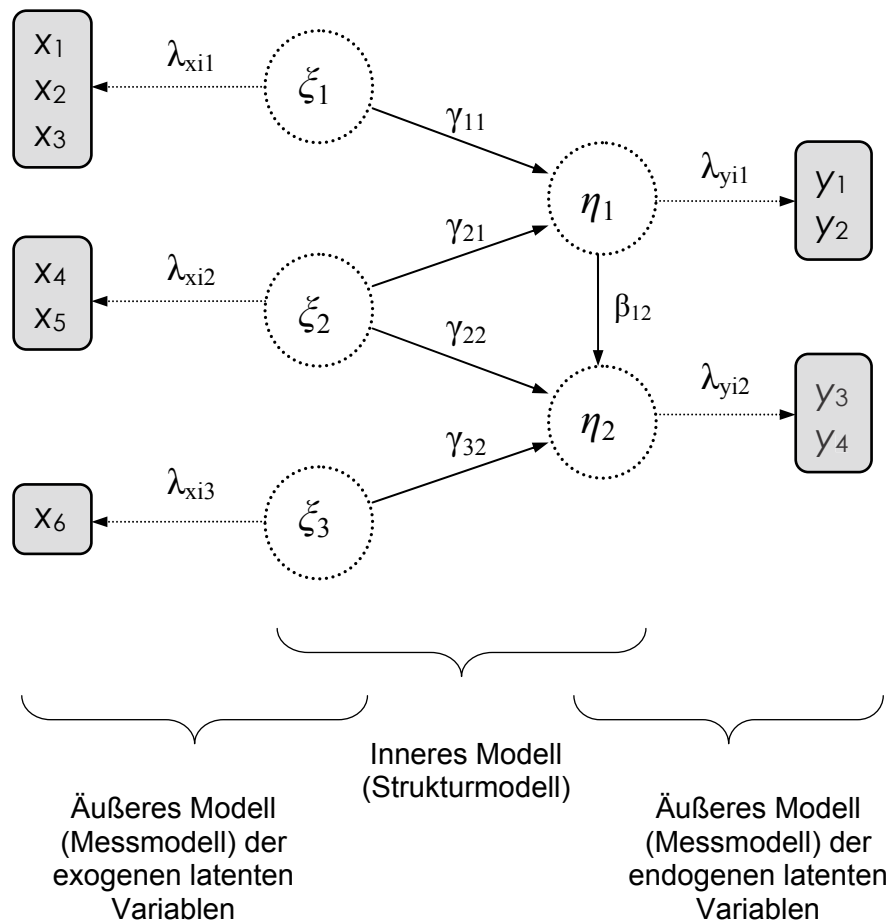 x1
x2
x3
λxi1
ξ1
γ11
η1
λyi1
y1
y2
x4
x5
λxi2
ξ2
γ21
γ22
β12
η2
λyi2
y3
y4
x6
λxi3
ξ3
γ32
Inneres Modell
(Strukturmodell)
Äußeres Modell
(Messmodell) der
exogenen latenten
Variablen
Äußeres Modell
(Messmodell) der
endogenen latenten
Variablen